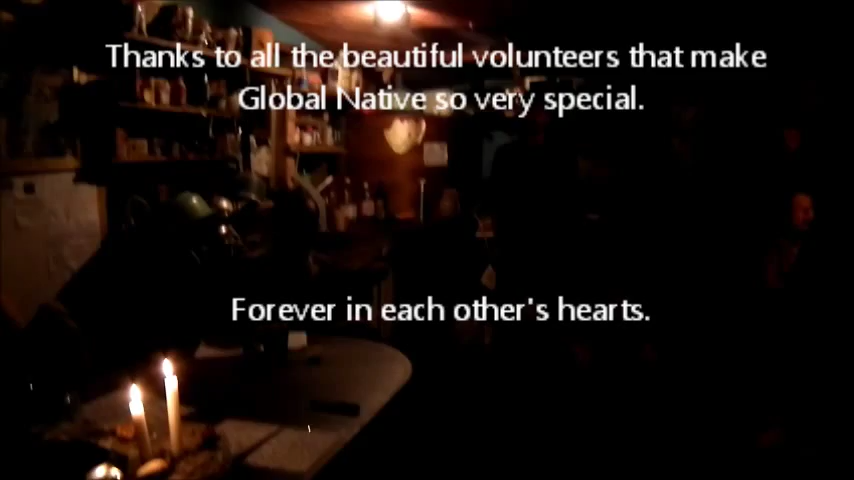 Thanks to all the beautiful volunteers that make
Global Native so very special.
Forever in each other's hearts.